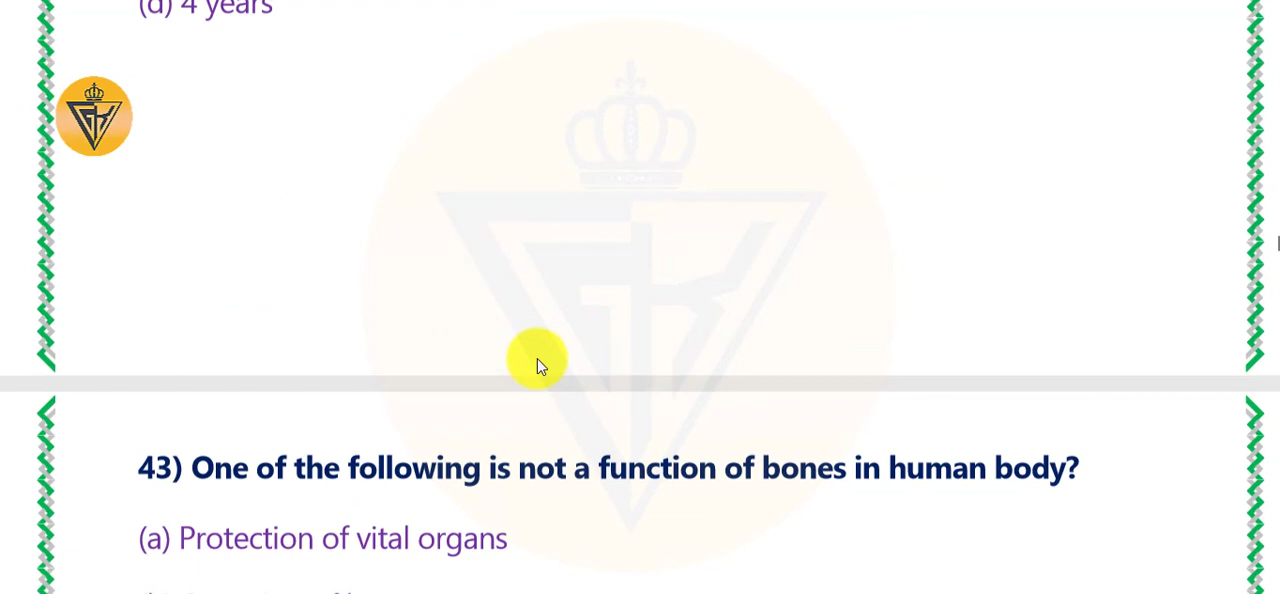 (d) 4 years
43) One of the following is not a function of bones in human body?
(a) Protection of vital organs